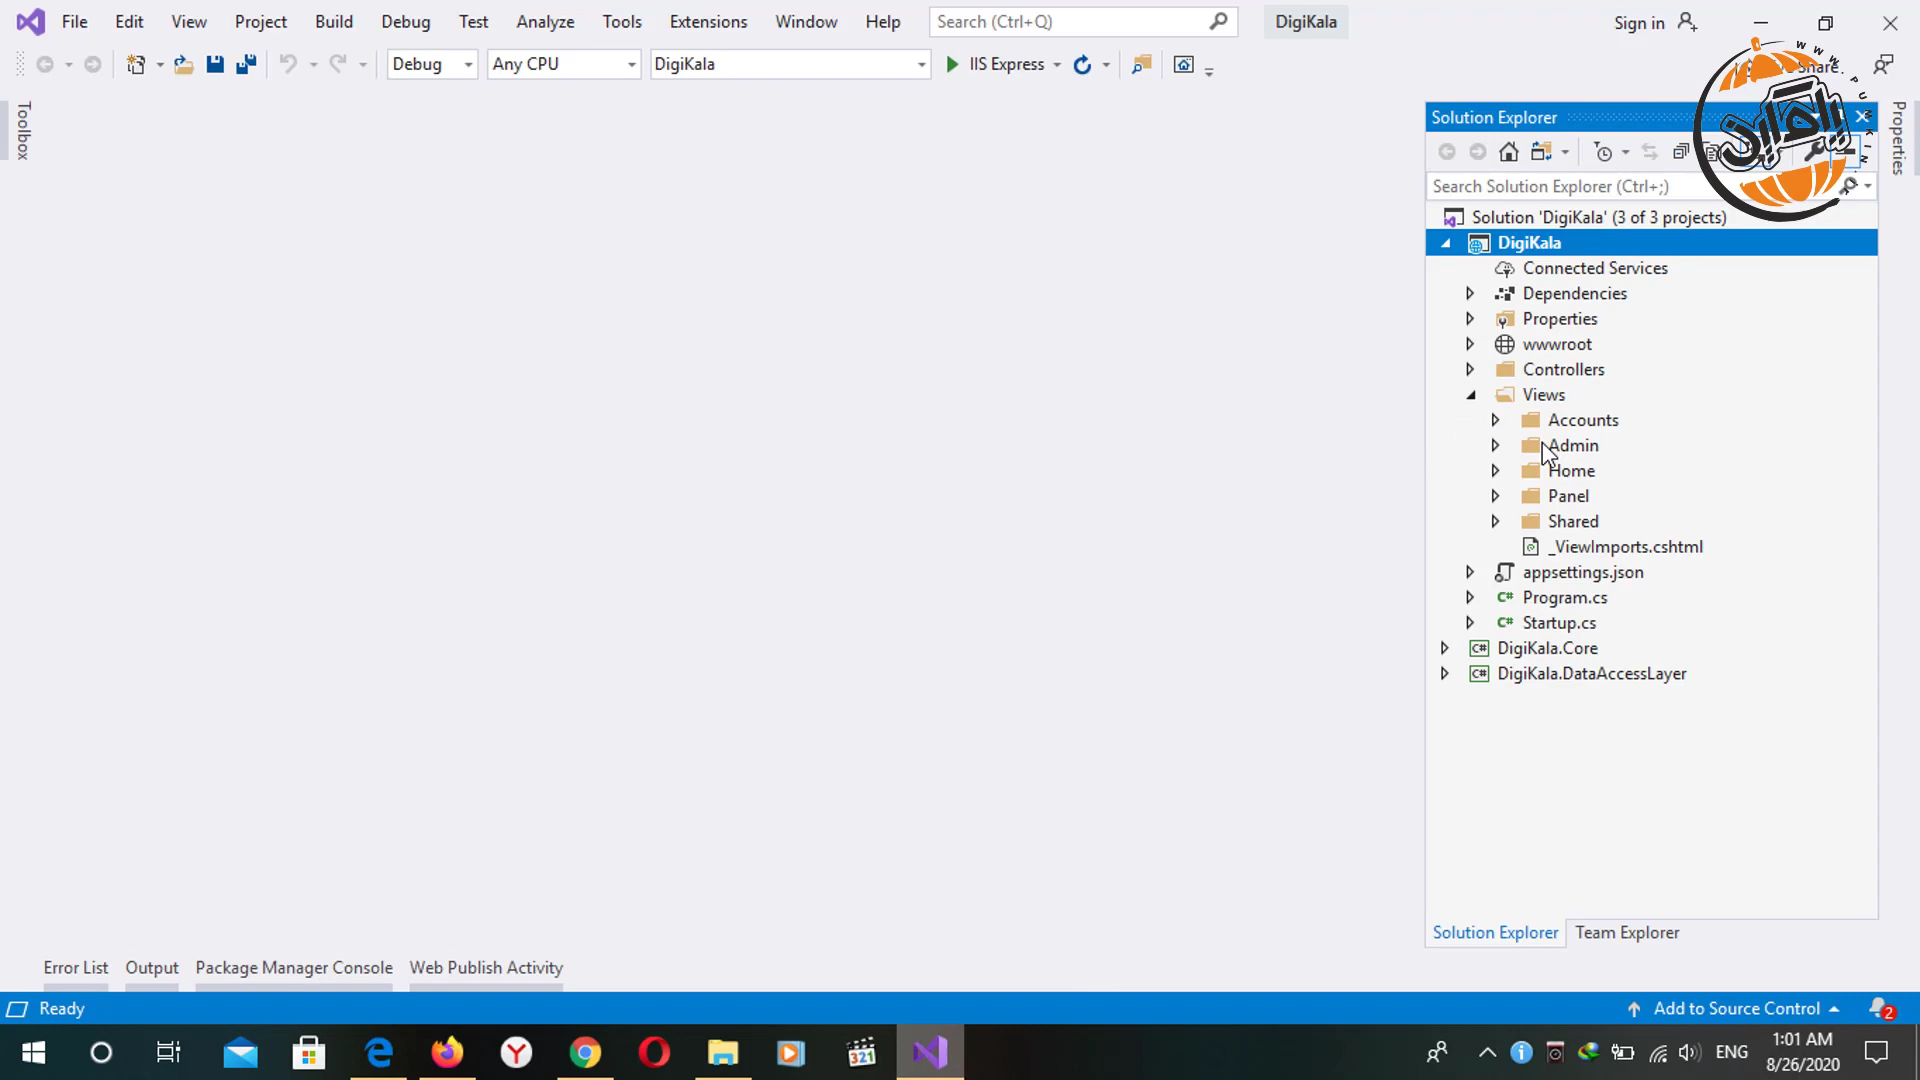 File Edit View Project Build Debug Test Analyze Tools Extensions Window Help Search (Ctrl+Q) DigiKala Sign in
Debug Any CPU DigiKala IIS Express Share
Toolbox
Properties
Solution Explorer
Search Solution Explorer (Ctrl+;)
Solution 'DigiKala' (3 of 3 projects)
DigiKala
Connected Services
Dependencies
Properties
wwwroot
Controllers
Views
Accounts
Admin
Home
Panel
Shared
_ViewImports.cshtml
appsettings.json
C# Program.cs
C# Startup.cs
C# DigiKala.Core
C# DigiKala.DataAccessLayer
Solution Explorer Team Explorer
Error List Output Package Manager Console Web Publish Activity
Ready Add to Source Control 2
321 ENG 1:01 AM
8/26/2020